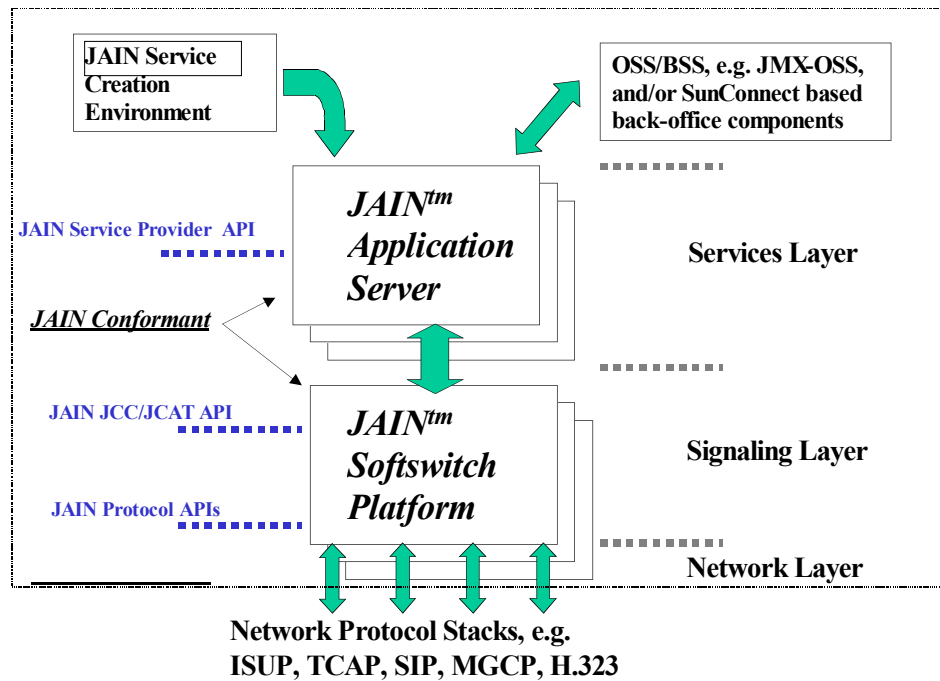 JAIN Service
Creation
Environment
OSS/BSS, e.g. JMX-OSS,
and/or SunConnect based
back-office components
JAINtm
Application
Server
JAIN Service Provider API
Services Layer
JAIN Conformant
JAIN JCC/JCAT API
JAINtm
Softswitch
Platform
Signaling Layer
JAIN Protocol APIs
Network Layer
Network Protocol Stacks, e.g.
ISUP, TCAP, SIP, MGCP, H.323